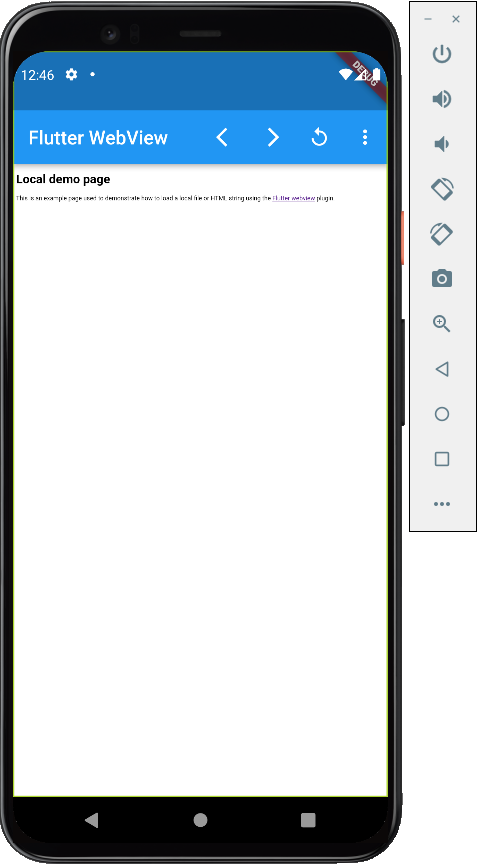 12:46
DEBUG
Flutter WebView
Local demo page
This is an example page used to demonstrate how to load a local file or HTML string using the Flutter webview plugin.